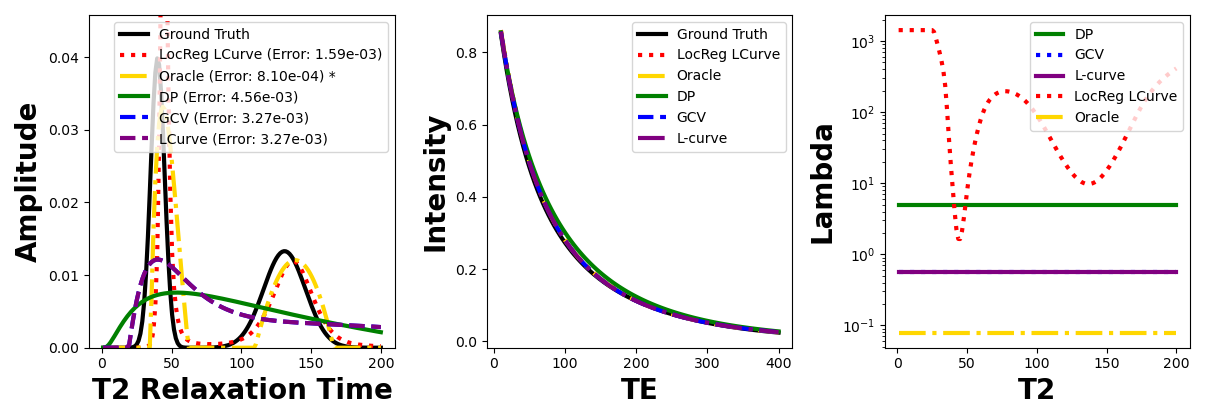 Amplitude
0.04
0.03
0.02
0.01
0.00
Ground Truth
LocReg LCurve (Error: 1.59e-03)
Oracle (Error: 8.10e-04) *
DP (Error: 4.56e-03)
GCV (Error: 3.27e-03)
LCurve (Error: 3.27e-03)
0 50 100 150 200
T2 Relaxation Time
Intensity
0.8
0.6
0.4
0.2
0.0
Ground Truth
LocReg LCurve
Oracle
DP
GCV
L-curve
0 100 200 300 400
TE
Lambda
10³
10²
10¹
10⁰
10⁻¹
DP
GCV
L-curve
LocReg LCurve
Oracle
0 50 100 150 200
T2